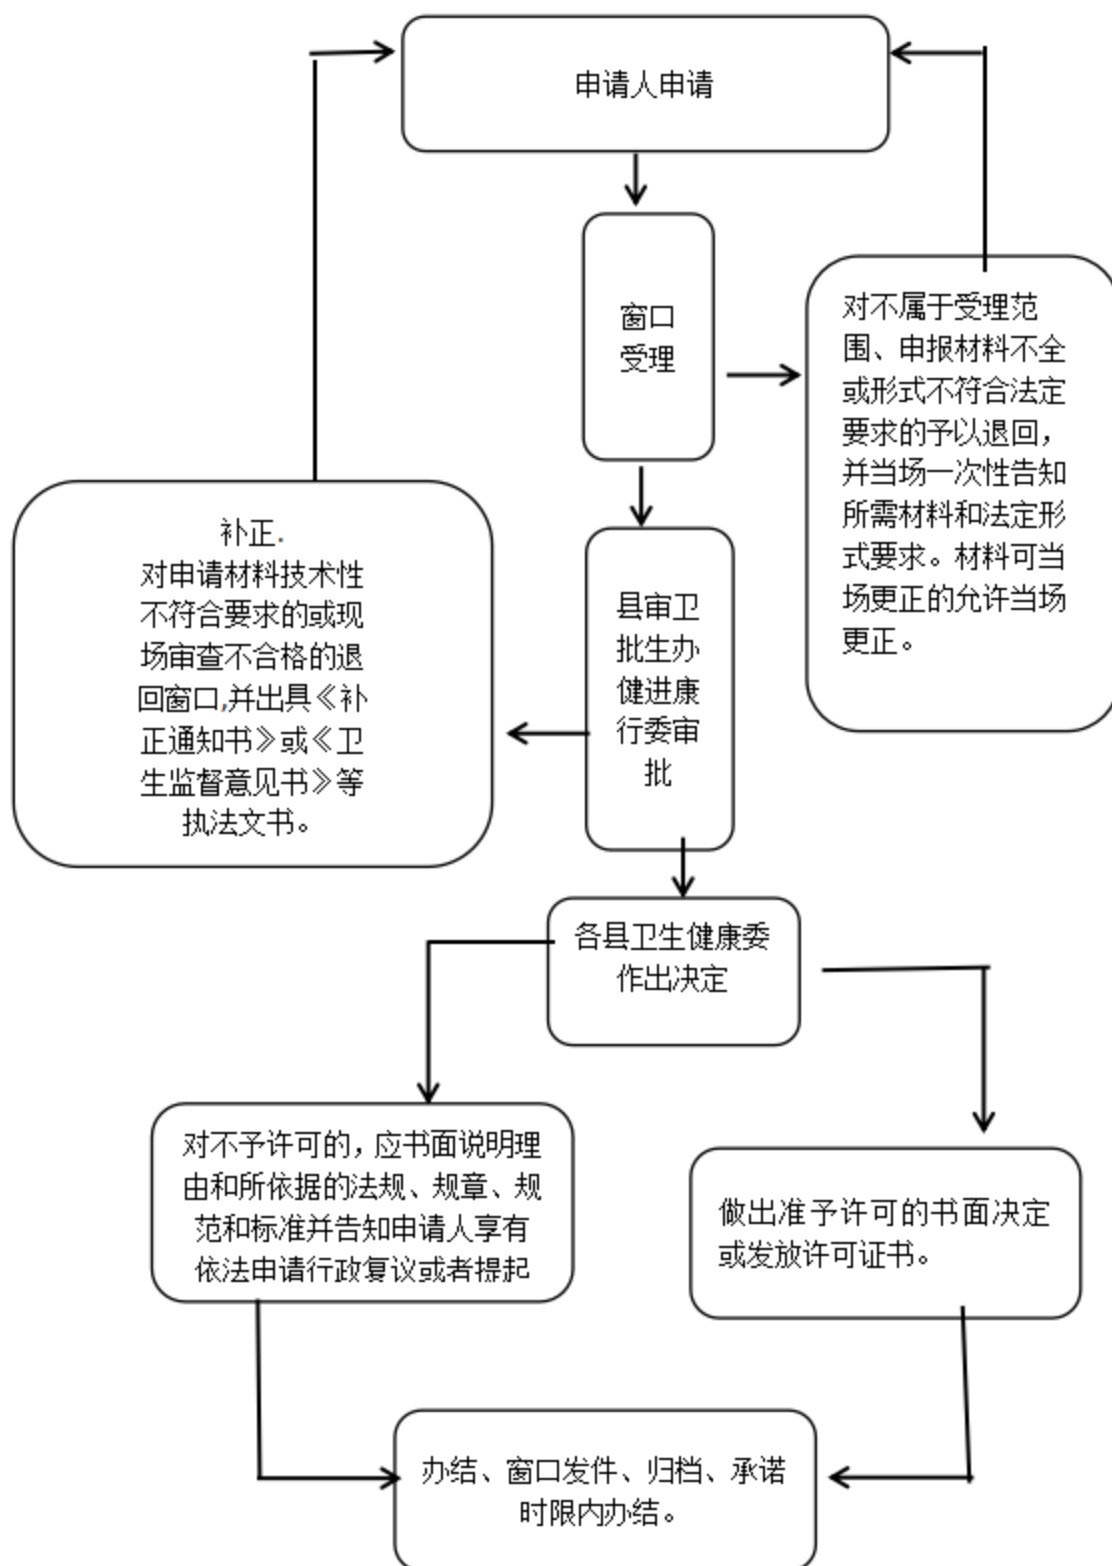 申请人申请
窗口
受理
对不属于受理范
围、申报材料不全
或形式不符合法定
要求的予以退回，
并当场一次性告知
所需材料和法定形
式要求。材料可当
场更正的允许当场
更正。
补正.
对申请材料技术性
不符合要求的或现
场审查不合格的退
回窗口,并出具《补
正通知书》或《卫
生监督意见书》等
执法文书。
县审卫
批生办
健进康
行委审
批
各县卫生健康委
作出决定
对不予许可的，应书面说明理
由和所依据的法规、规章、规
范和标准并告知申请人享有
依法申请行政复议或者提起
做出准予许可的书面决定
或发放许可证书。
办结、窗口发件、归档、承诺
时限内办结。